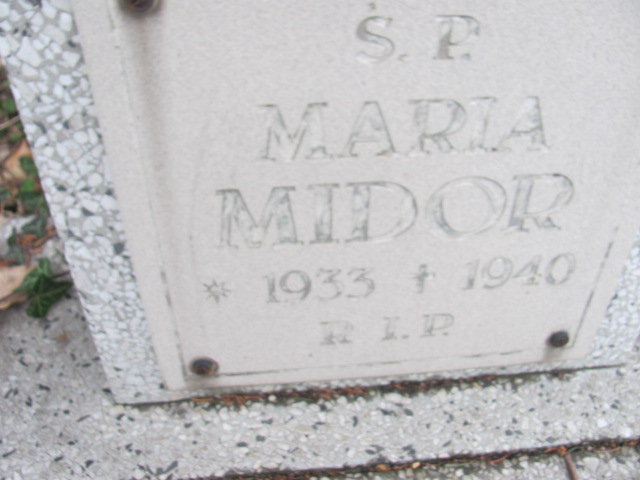 Ś. P.
MARIA
MIDOR
* 1933 † 1940
R. I. P.